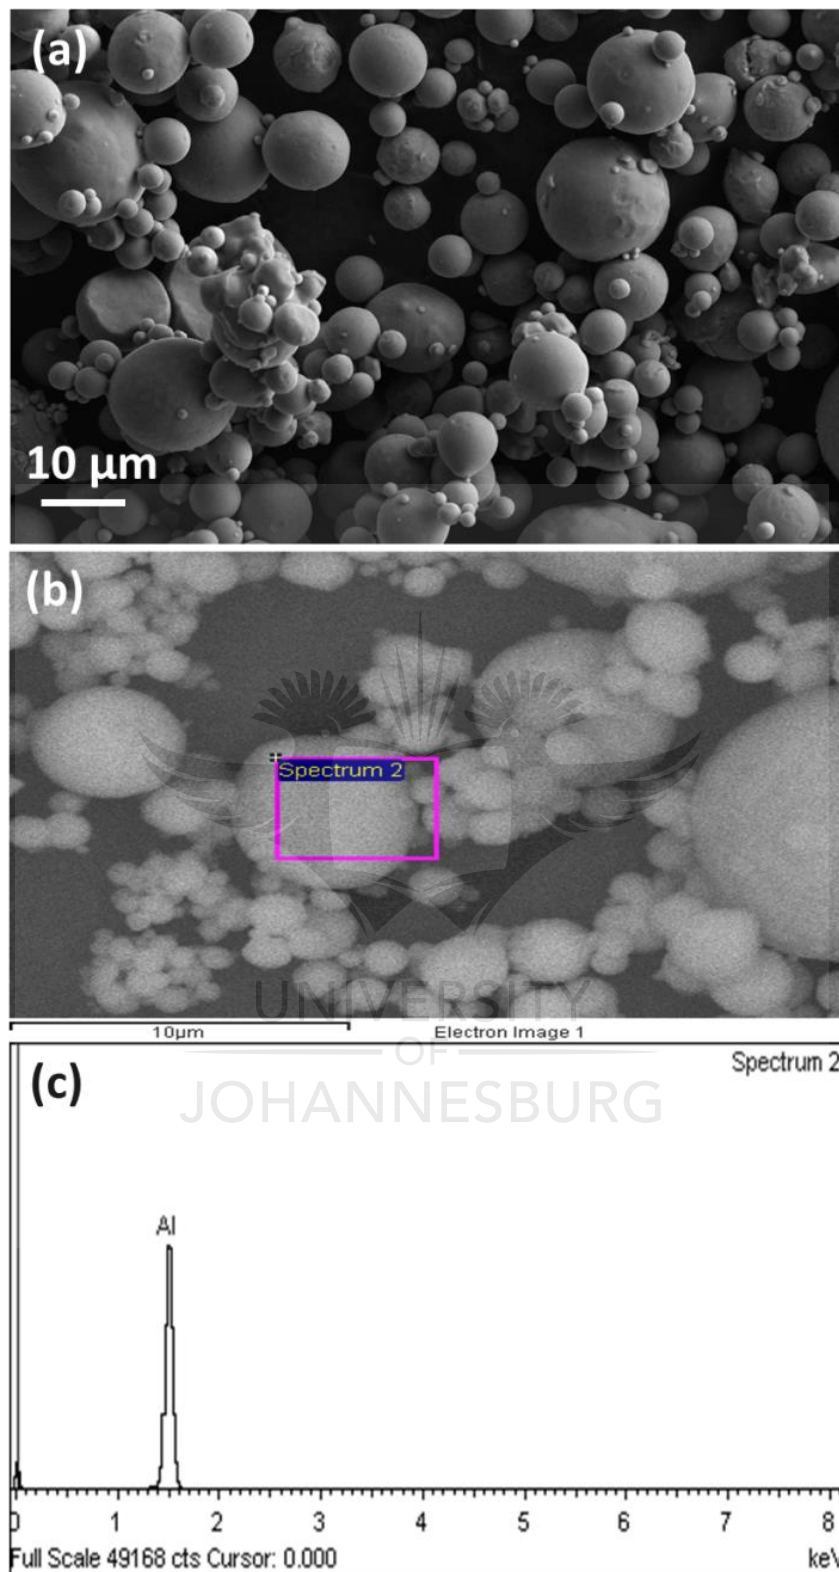 (a)
10 µm
(b)
Spectrum 2
UNIVERSITY
10µm Electron Image 1
OF
(c)
Spectrum 2
JOHANNESBURG
Al
0 1 2 3 4 5 6 7 8
Full Scale 49168 cts Cursor: 0.000 keV